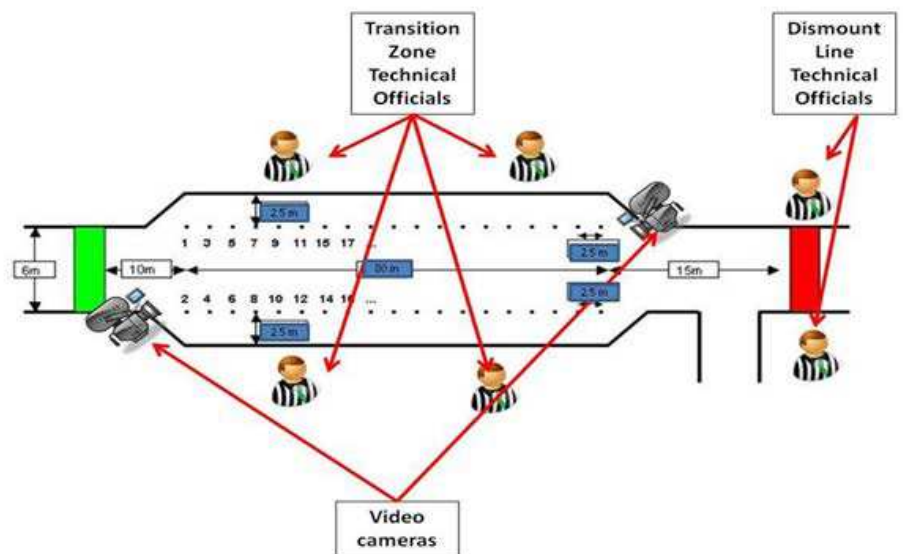 Transition
Zone
Technical
Officials
Dismount
Line
Technical
Officials
2.5 m
1 3 5 7 9 11 15 17 ...
6m
10m
2.5 m
15m
2.5 m
2 4 6 8 10 12 14 16 ...
2.5 m
Video
cameras